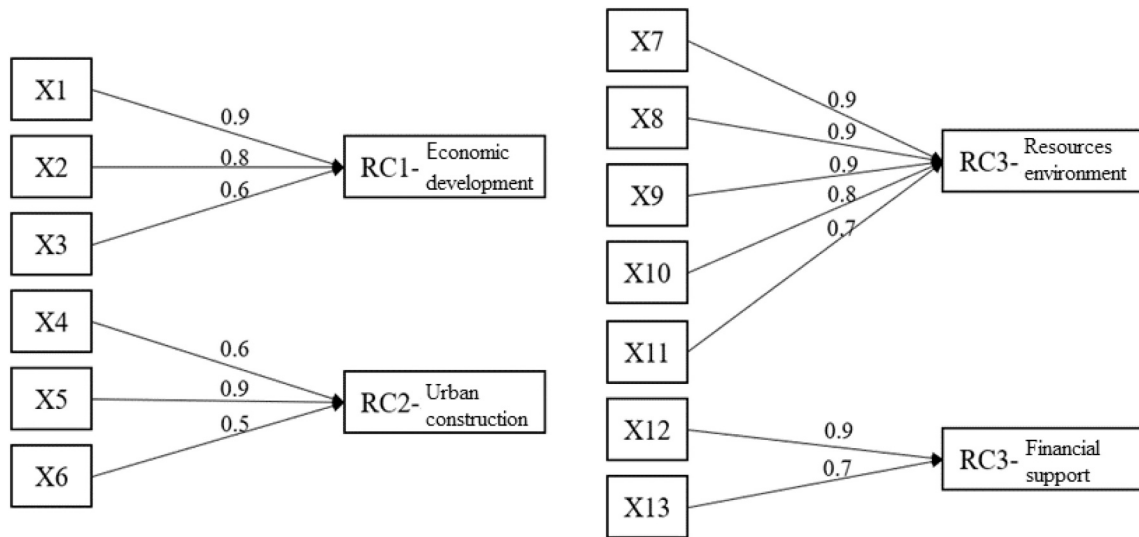 X1
X2
X3
0.9
0.8
0.6
RC1- Economic
development
X4
X5
X6
0.6
0.9
0.5
RC2- Urban
construction
X7
X8
X9
X10
X11
0.9
0.9
0.9
0.8
0.7
RC3- Resources
environment
X12
X13
0.9
0.7
RC3- Financial
support